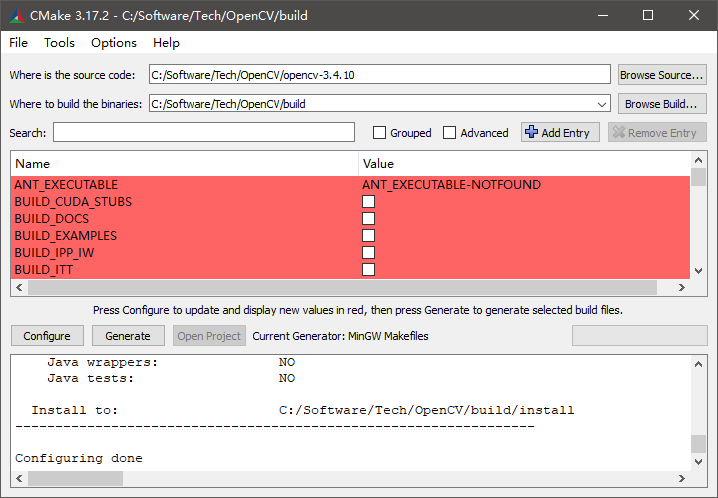 CMake 3.17.2 - C:/Software/Tech/OpenCV/build
File Tools Options Help
Where is the source code: C:/Software/Tech/OpenCV/opencv-3.4.10 Browse Source...
Where to build the binaries: C:/Software/Tech/OpenCV/build Browse Build...
Search: Grouped Advanced Add Entry Remove Entry
Name Value
ANT_EXECUTABLE ANT_EXECUTABLE-NOTFOUND
BUILD_CUDA_STUBS
BUILD_DOCS
BUILD_EXAMPLES
BUILD_IPP_IW
BUILD_ITT
Press Configure to update and display new values in red, then press Generate to generate selected build files.
Configure Generate Open Project Current Generator: MinGW Makefiles
Java wrappers: NO
Java tests: NO
Install to: C:/Software/Tech/OpenCV/build/install
-----------------------------------------------------------------
Configuring done